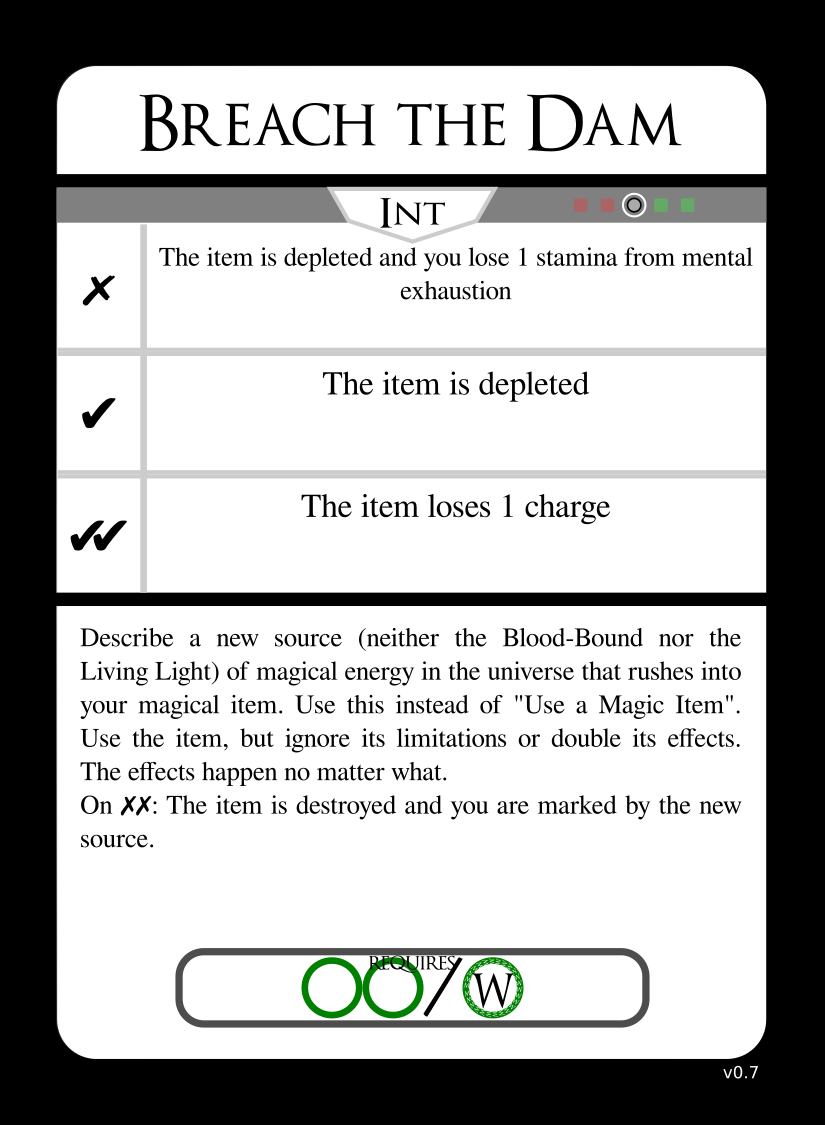 Breach the Dam
Int
✗
The item is depleted and you lose 1 stamina from mental
exhaustion
✔
The item is depleted
✔✔
The item loses 1 charge
Describe a new source (neither the Blood-Bound nor the
Living Light) of magical energy in the universe that rushes into
your magical item. Use this instead of "Use a Magic Item".
Use the item, but ignore its limitations or double its effects.
The effects happen no matter what.
On ✗✗: The item is destroyed and you are marked by the new
source.
Requires
/ W
v0.7